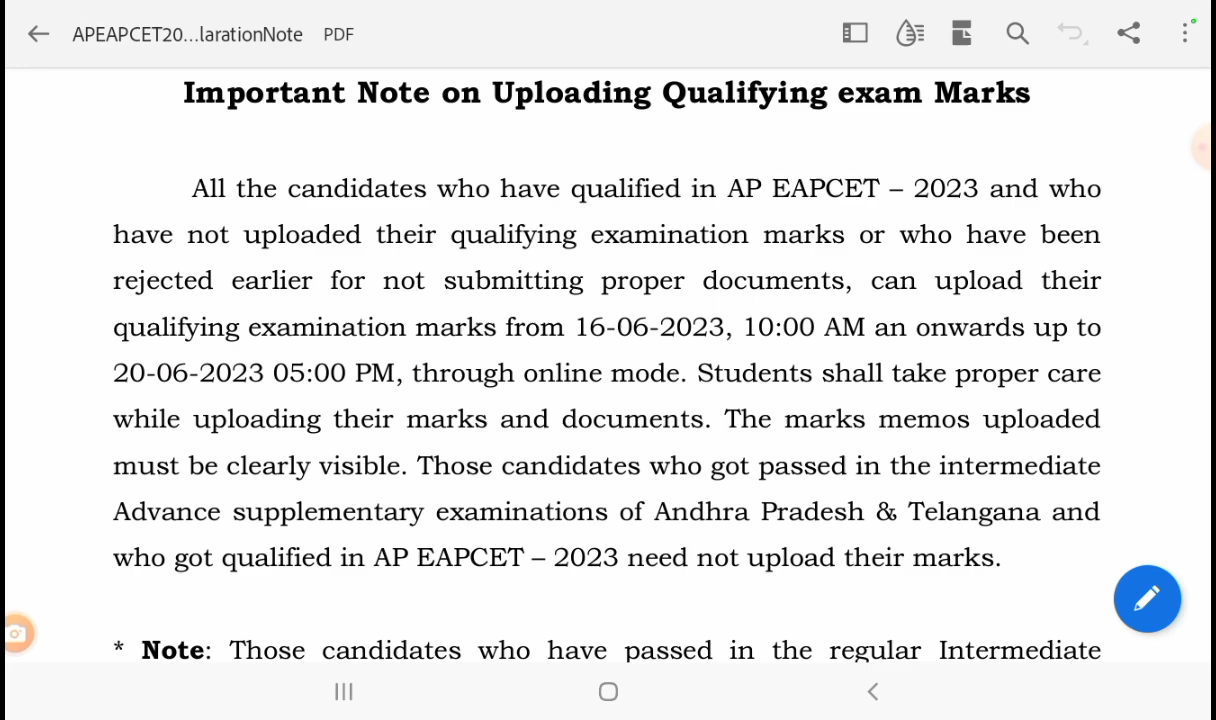 APEAPCET20...larationNote PDF
Important Note on Uploading Qualifying exam Marks
All the candidates who have qualified in AP EAPCET – 2023 and who
have not uploaded their qualifying examination marks or who have been
rejected earlier for not submitting proper documents, can upload their
qualifying examination marks from 16-06-2023, 10:00 AM an onwards up to
20-06-2023 05:00 PM, through online mode. Students shall take proper care
while uploading their marks and documents. The marks memos uploaded
must be clearly visible. Those candidates who got passed in the intermediate
Advance supplementary examinations of Andhra Pradesh & Telangana and
who got qualified in AP EAPCET – 2023 need not upload their marks.
* Note: Those candidates who have passed in the regular Intermediate